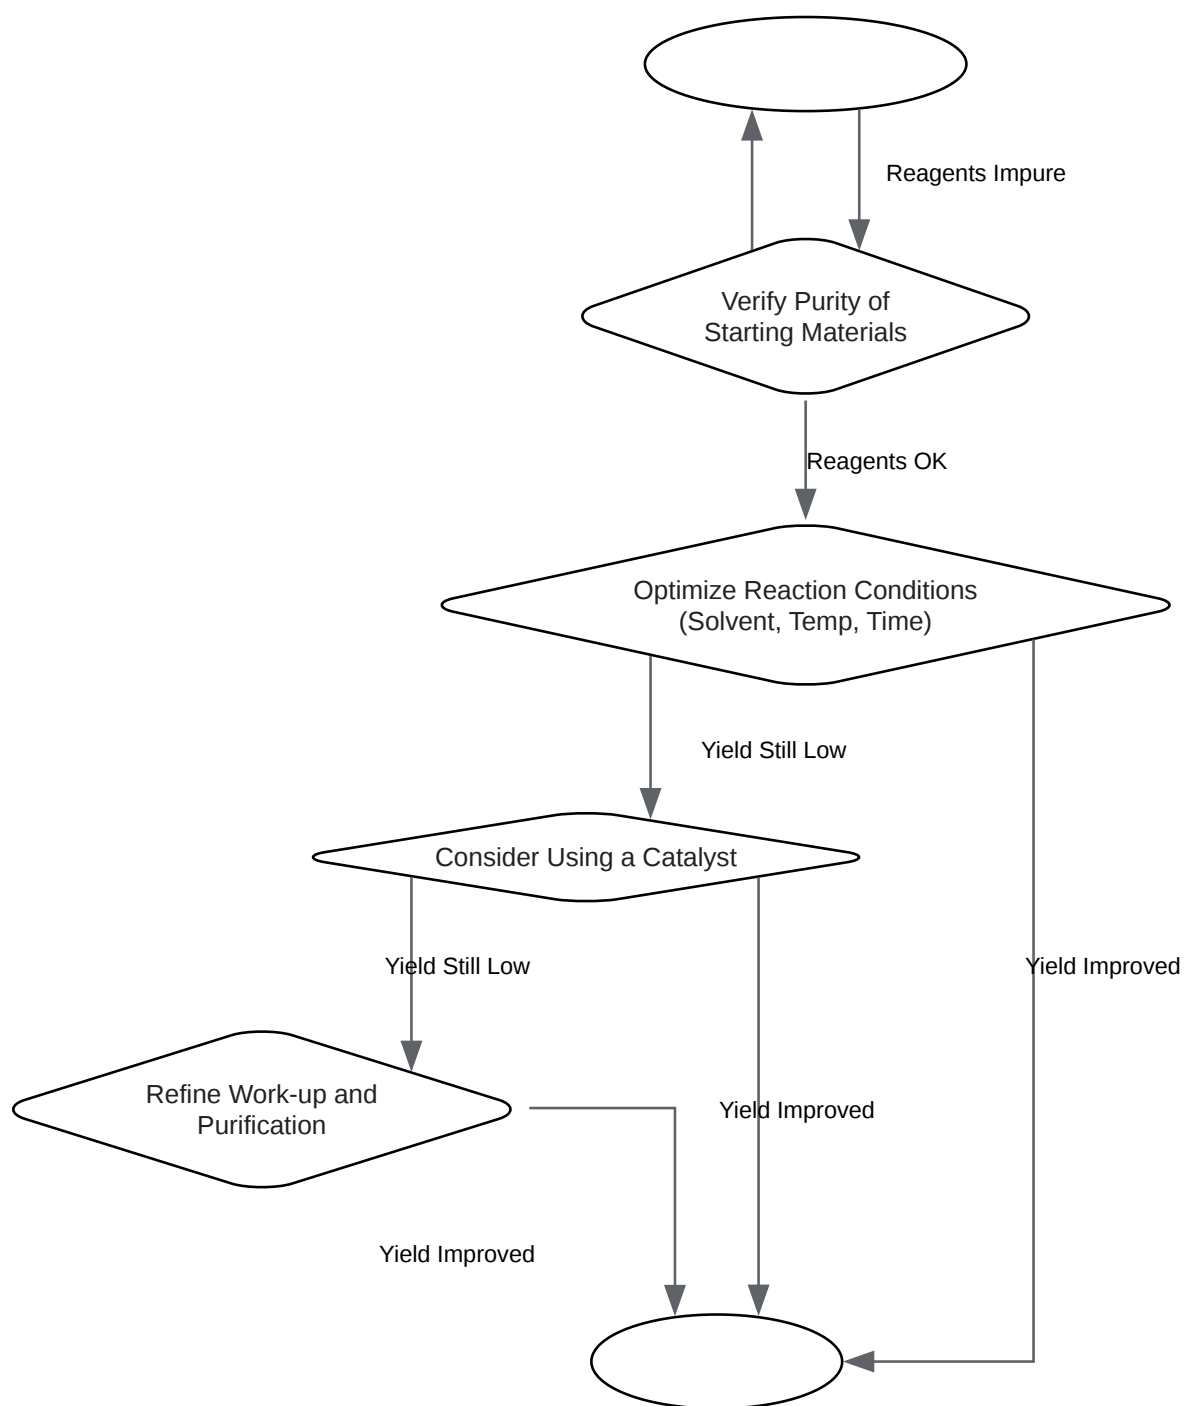 Reagents Impure
Verify Purity of
Starting Materials
Reagents OK
Optimize Reaction Conditions
(Solvent, Temp, Time)
Yield Still Low
Consider Using a Catalyst
Yield Still Low
Yield Improved
Refine Work-up and
Purification
Yield Improved
Yield Improved